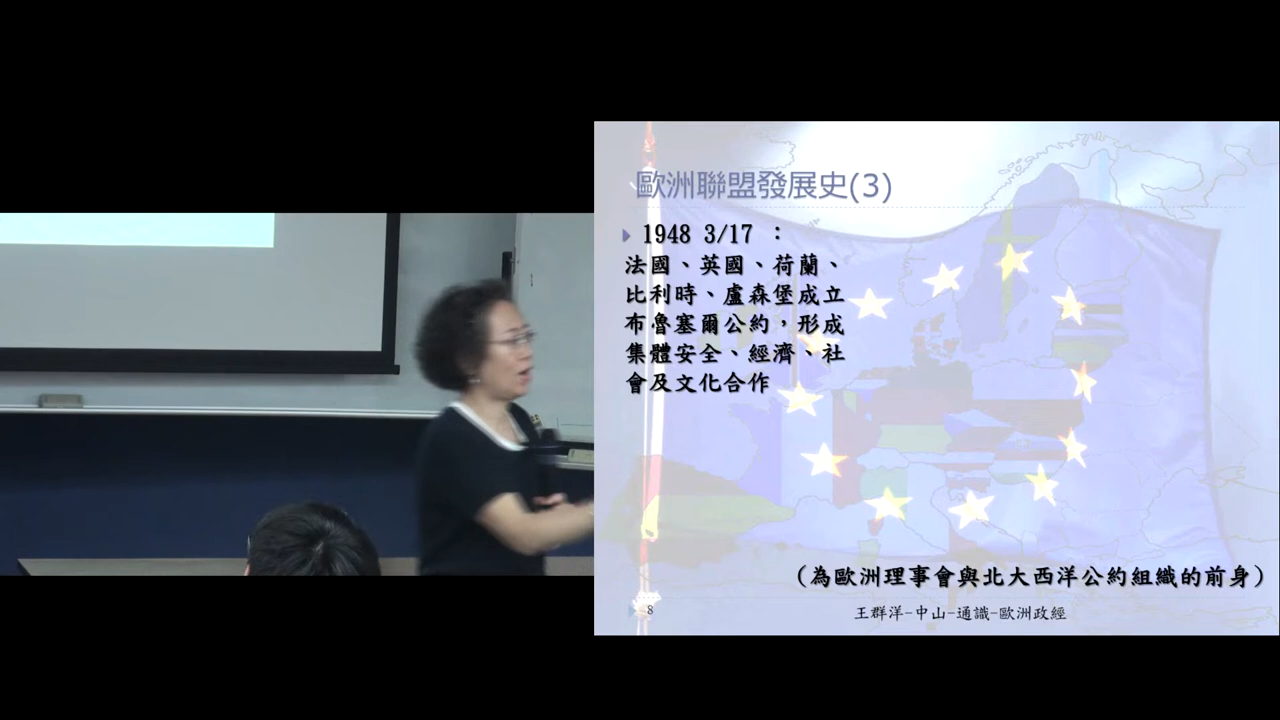 歐洲聯盟發展史(3)
1948 3/17 ：
法國、英國、荷蘭、
比利時、盧森堡成立
布魯塞爾公約，形成
集體安全、經濟、社
會及文化合作
(為歐洲理事會與北大西洋公約組織的前身)
8
王群洋-中山-通識-歐洲政經